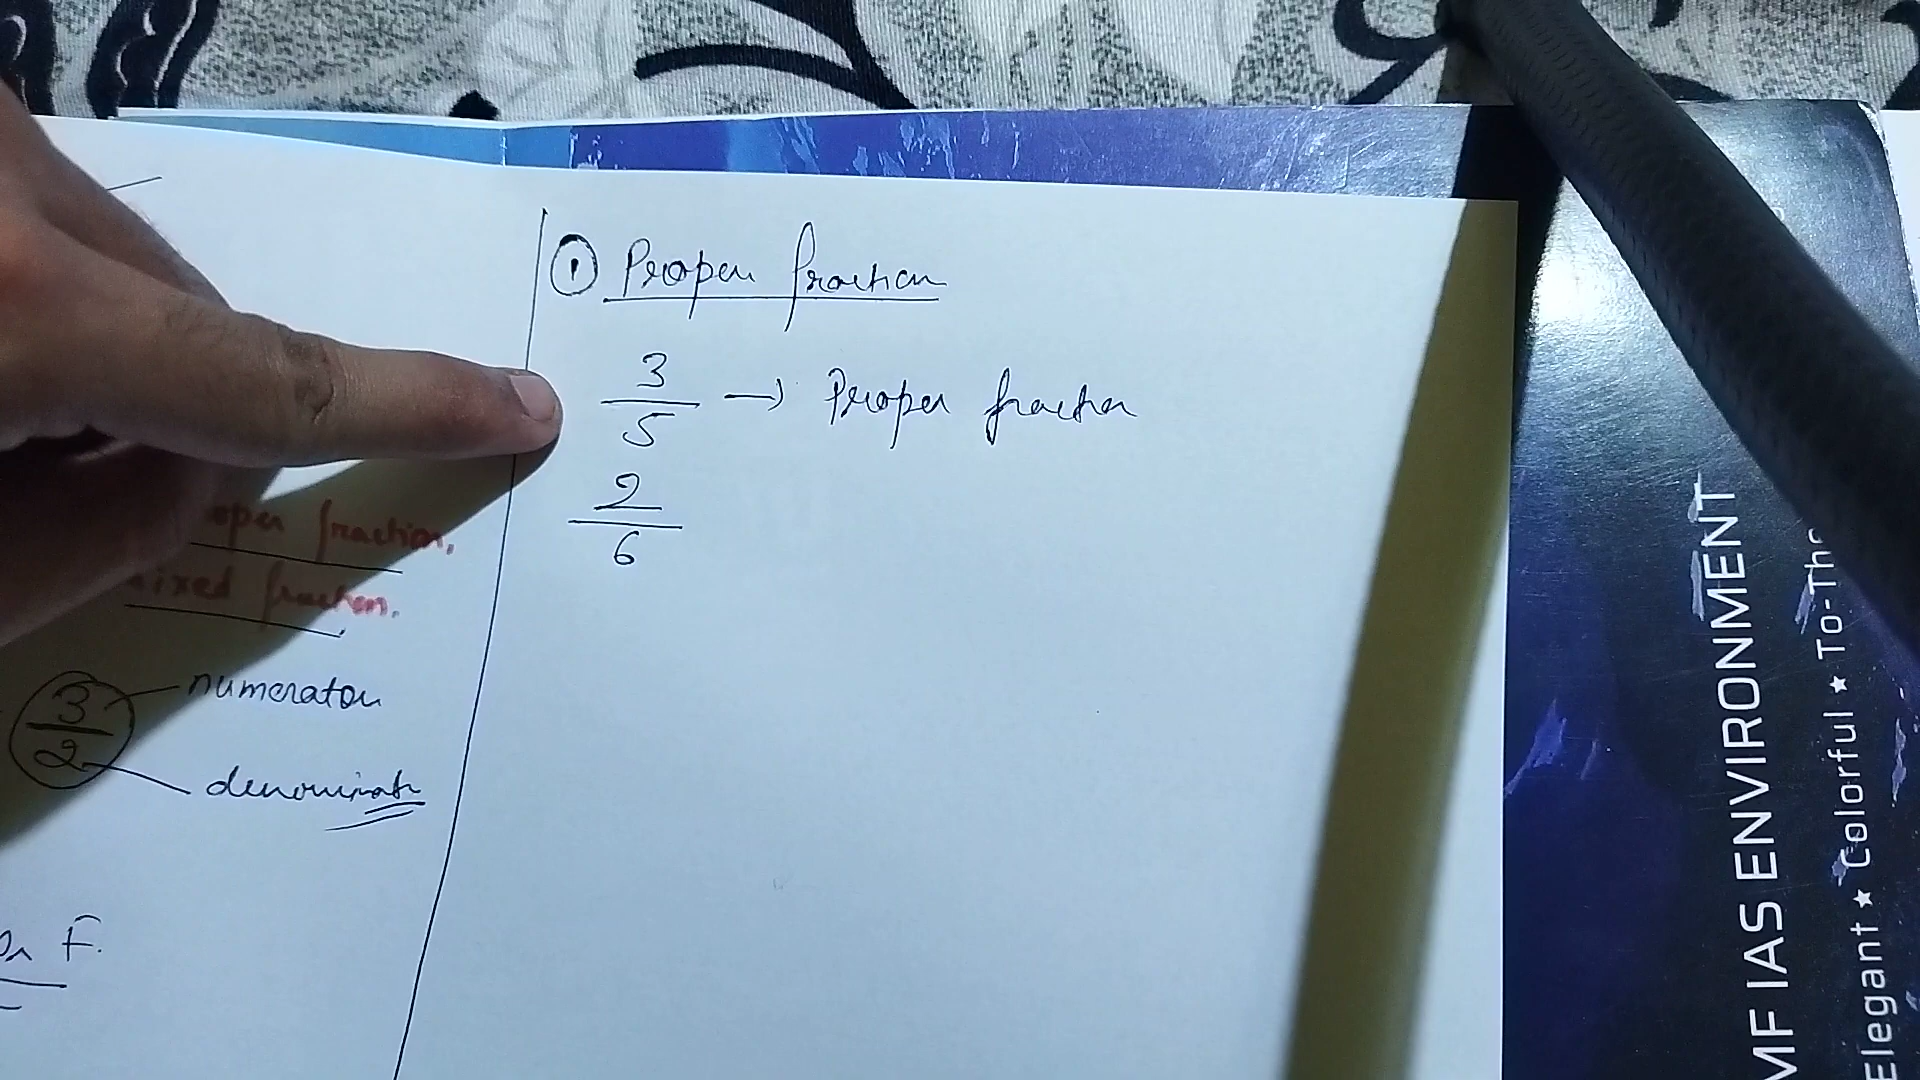 ① Proper fraction
3
5 → Proper fraction
2
6
oper fraction,
ixed fraction.
3 numerator
2 denominator
F.
MF IAS ENVIRONMENT
Elegant ★ Colorful ★ To-The